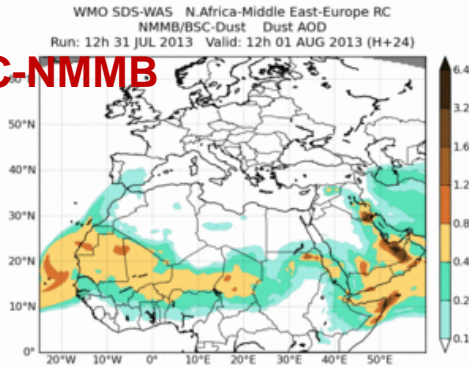 WMO SDS-WAS N.Africa-Middle East-Europe RC
NMMB/BSC-Dust Dust AOD
Run: 12h 31 JUL 2013 Valid: 12h 01 AUG 2013 (H+24)
C-NMMB
50°N
40°N
30°N
20°N
10°N
0°
20°W 10°W 0° 10°E 20°E 30°E 40°E 50°E
6.4
3.2
1.6
1.2
0.8
0.4
0.2
0.1